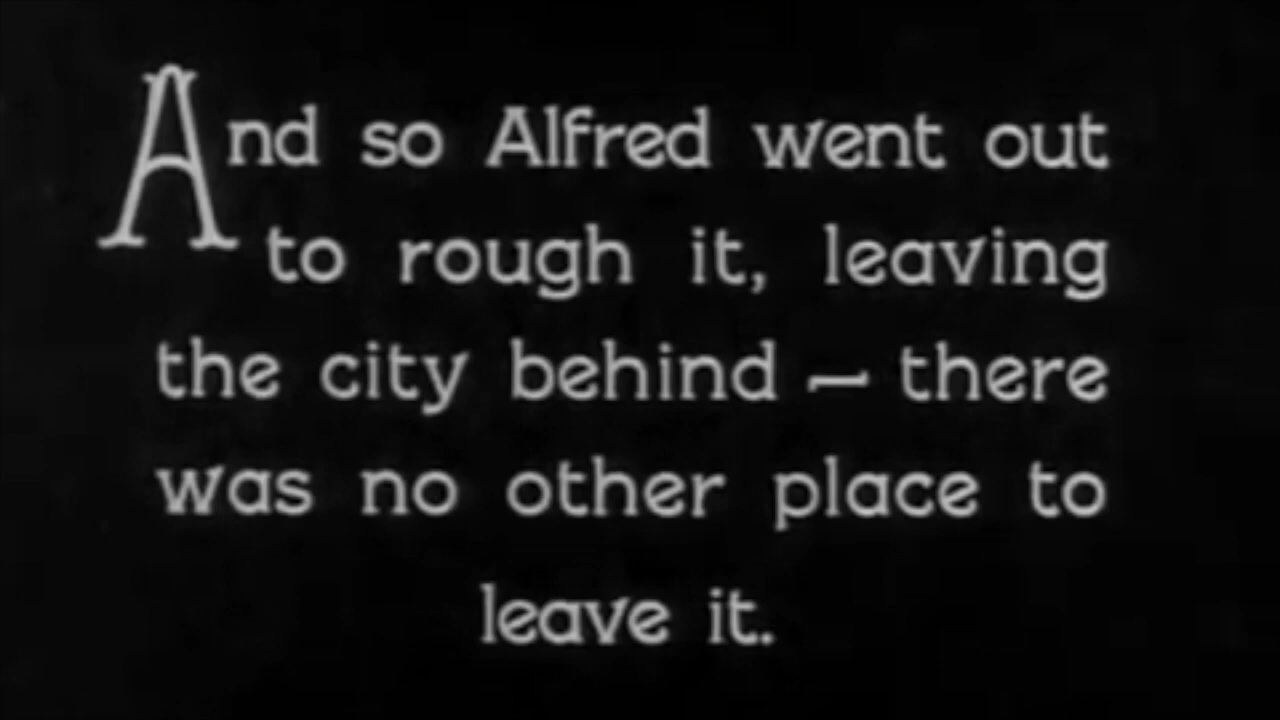 And so Alfred went out
to rough it, leaving
the city behind — there
was no other place to
leave it.